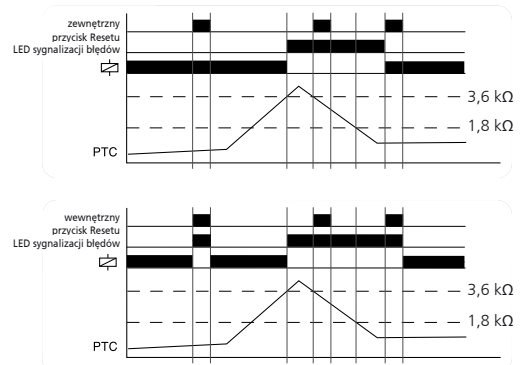 zewnętrzny
przycisk Resetu
LED sygnalizacji błędów
3,6 kΩ
1,8 kΩ
PTC
wewnętrzny
przycisk Resetu
LED sygnalizacji błędów
3,6 kΩ
1,8 kΩ
PTC